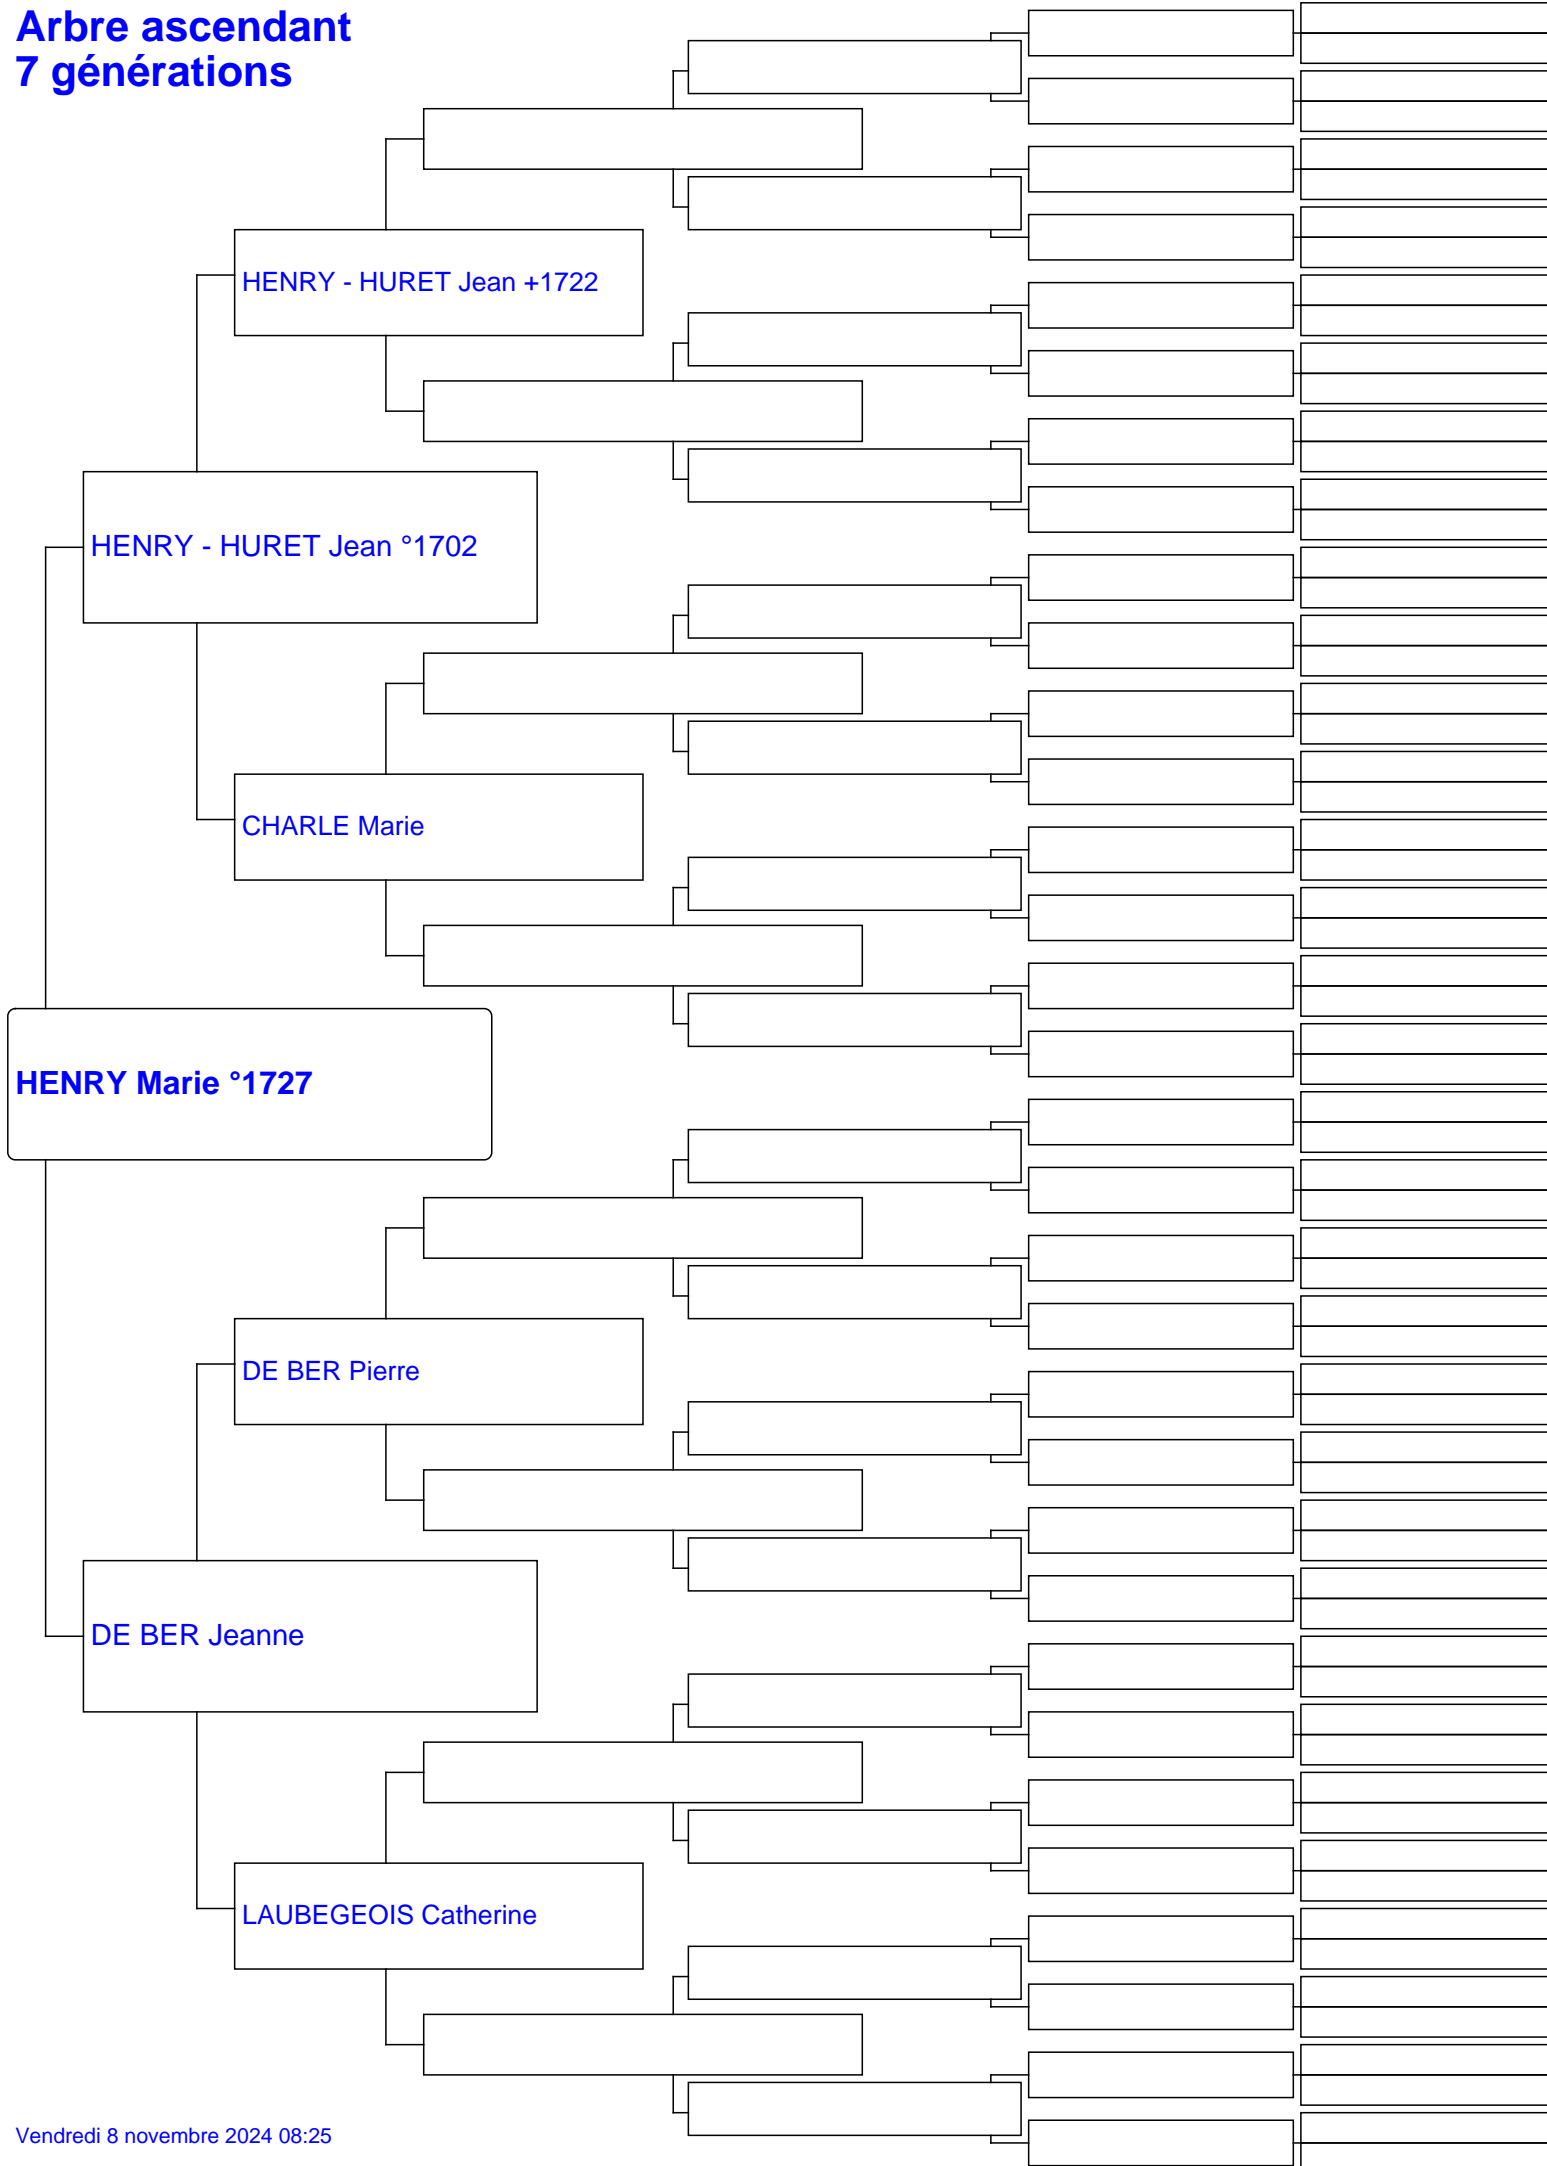 Arbre ascendant
7 générations
HENRY - HURET Jean +1722
HENRY - HURET Jean °1702
CHARLE Marie
HENRY Marie °1727
DE BER Pierre
DE BER Jeanne
LAUBEGEOIS Catherine
Vendredi 8 novembre 2024 08:25